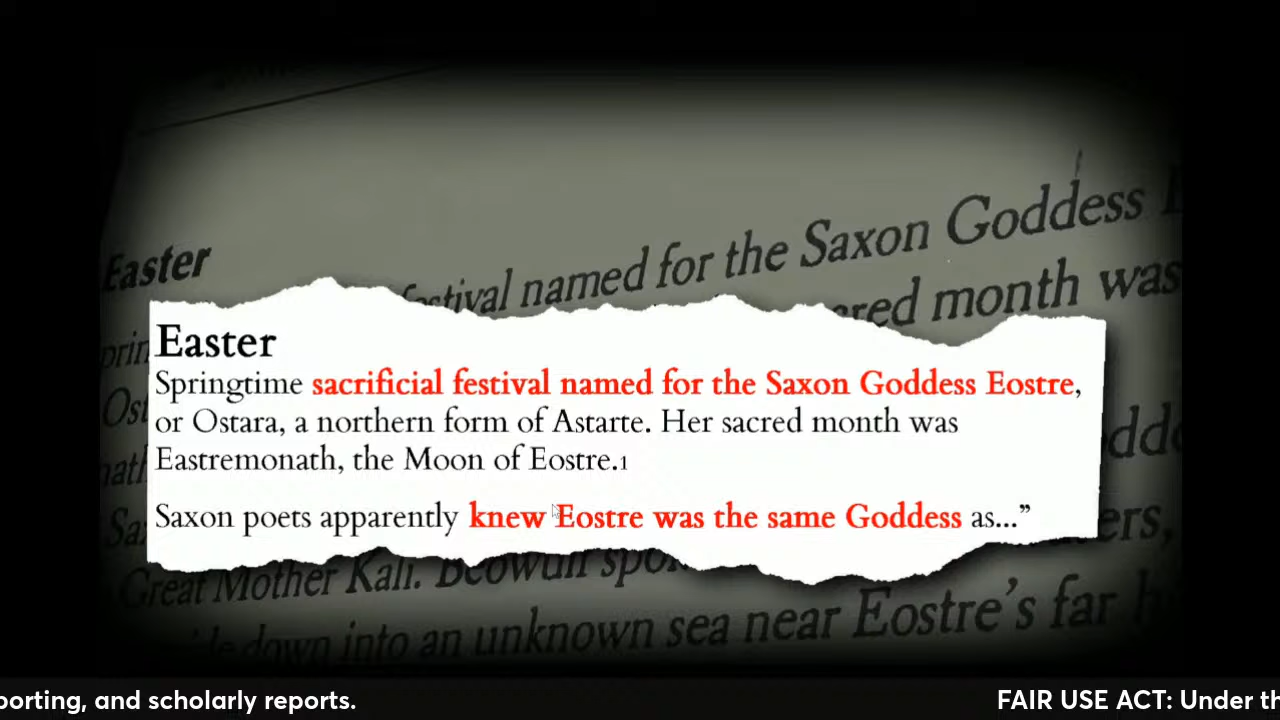 Easter
festival named for the Saxon Goddess
sacred month was
Easter
Springtime sacrificial festival named for the Saxon Goddess Eostre,
or Ostara, a northern form of Astarte. Her sacred month was
Eastremonath, the Moon of Eostre.1
Saxon poets apparently knew Eostre was the same Goddess as...”
Great Mother Kali. Beowulf
down into an unknown sea near Eostre's far
porting, and scholarly reports.
FAIR USE ACT: Under th